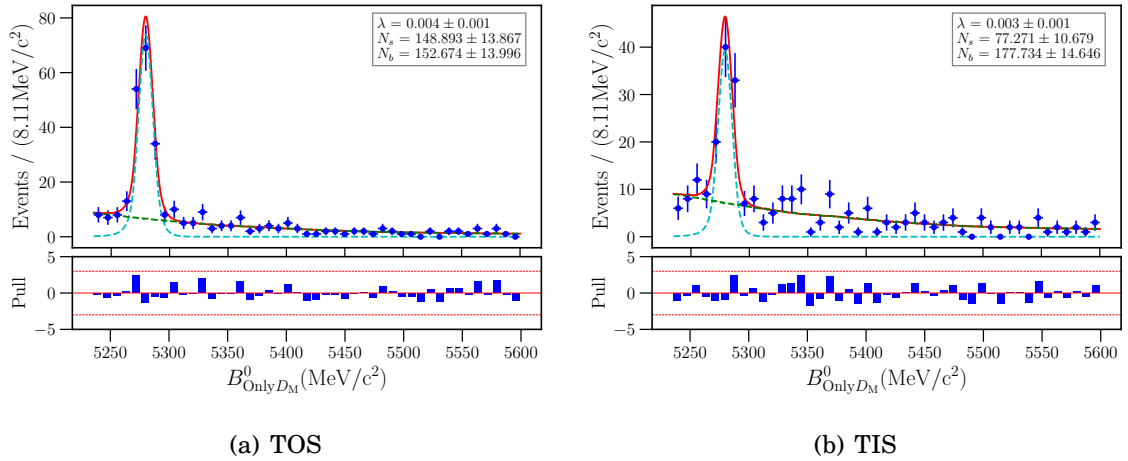 80
60
40
20
0
Events / (8.11MeV/c²)
λ = 0.004 ± 0.001
N_s = 148.893 ± 13.867
N_b = 152.674 ± 13.996
5
0
−5
Pull
5250 5300 5350 5400 5450 5500 5550 5600
B⁰_OnlyD_M(MeV/c²)
(a) TOS
40
30
20
10
0
Events / (8.11MeV/c²)
λ = 0.003 ± 0.001
N_s = 77.271 ± 10.679
N_b = 177.734 ± 14.646
5
0
−5
Pull
5250 5300 5350 5400 5450 5500 5550 5600
B⁰_OnlyD_M(MeV/c²)
(b) TIS